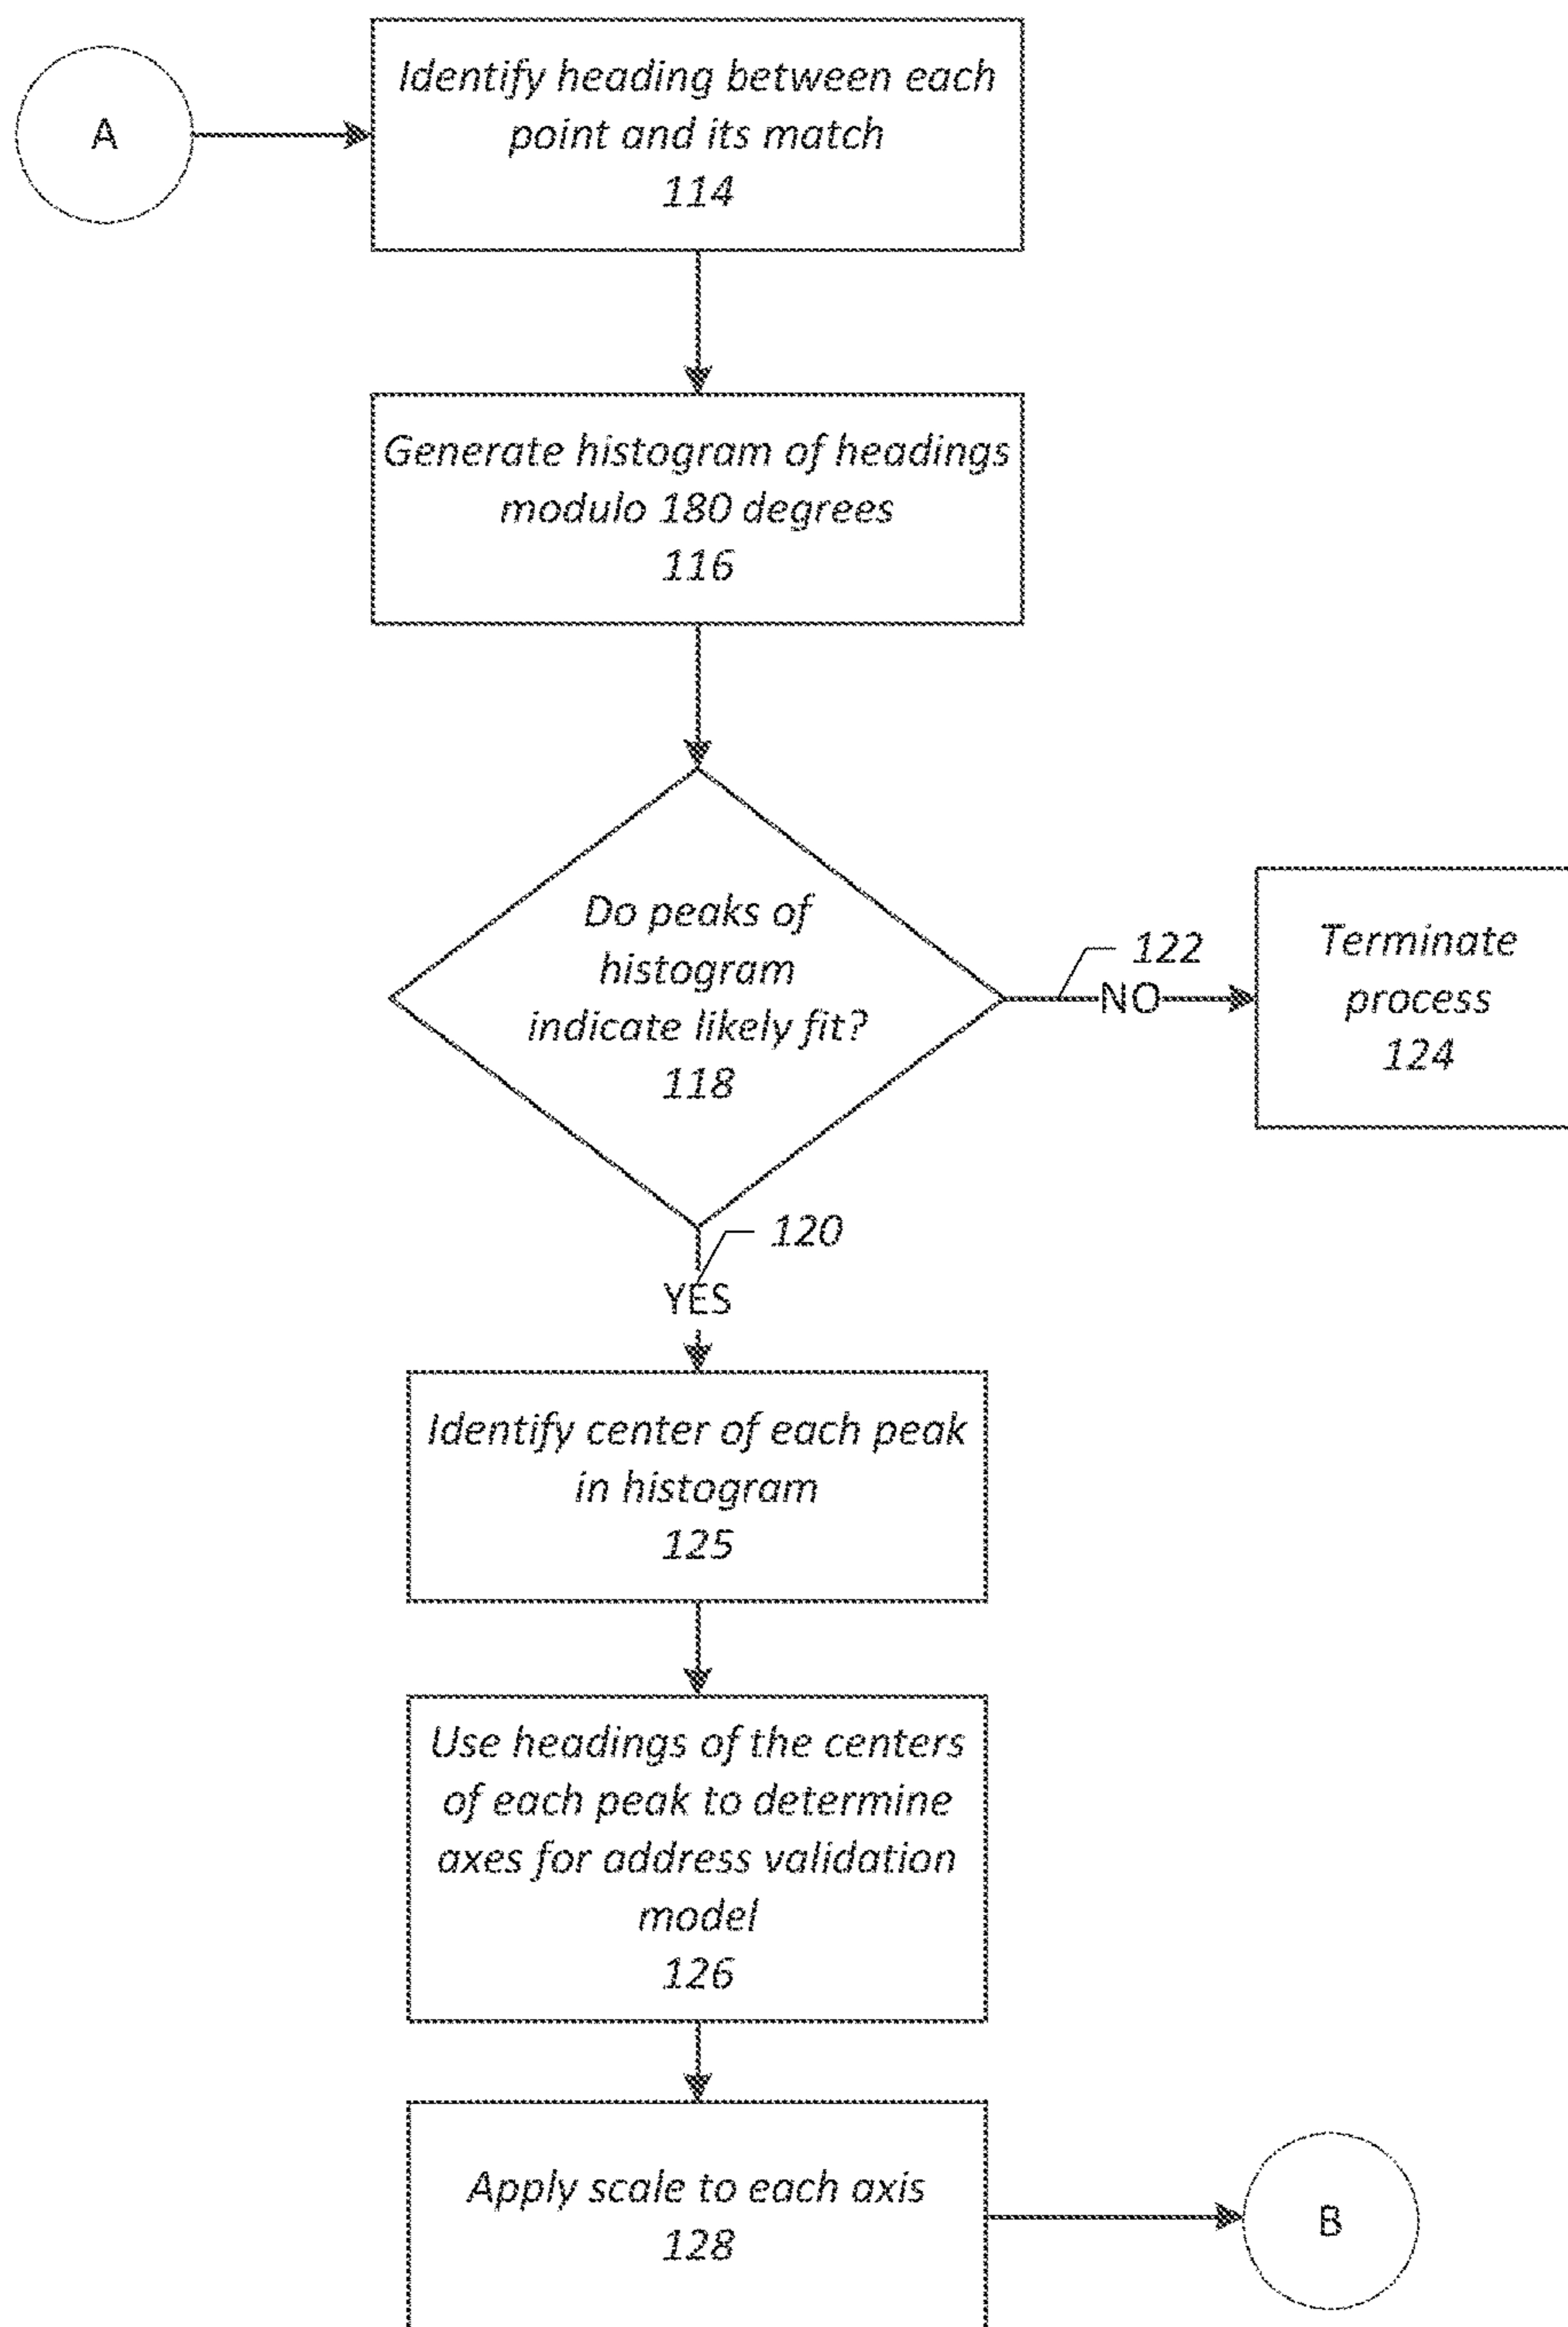 A
Identify heading between each
point and its match
114
Generate histogram of headings
modulo 180 degrees
116
Do peaks of
histogram
indicate likely fit?
118
122
NO
Terminate
process
124
120
YES
Identify center of each peak
in histogram
125
Use headings of the centers
of each peak to determine
axes for address validation
model
126
Apply scale to each axis
128
B